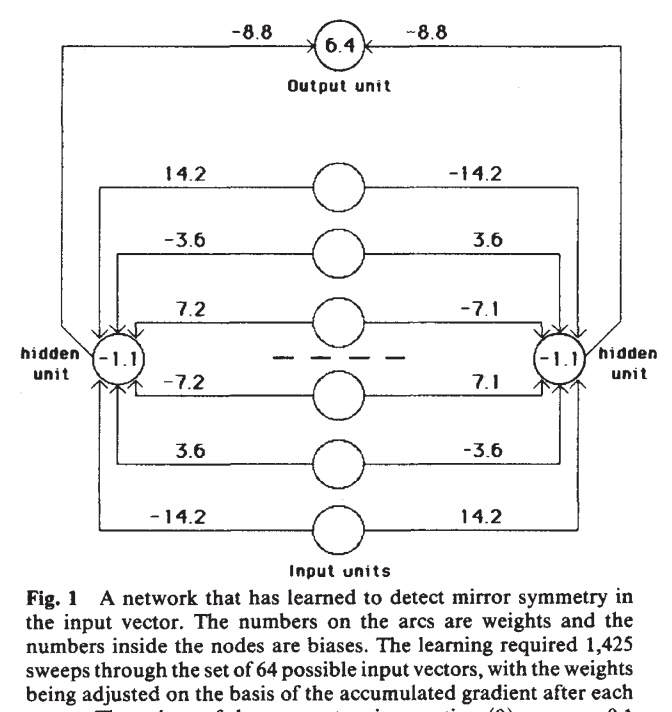 -8.8
6.4
-8.8
Output unit
14.2
-14.2
-3.6
3.6
7.2
-7.1
hidden
unit
-1.1
-1.1
hidden
unit
-7.2
7.1
3.6
-3.6
-14.2
14.2
Input units
Fig. 1 A network that has learned to detect mirror symmetry in
the input vector. The numbers on the arcs are weights and the
numbers inside the nodes are biases. The learning required 1,425
sweeps through the set of 64 possible input vectors, with the weights
being adjusted on the basis of the accumulated gradient after each